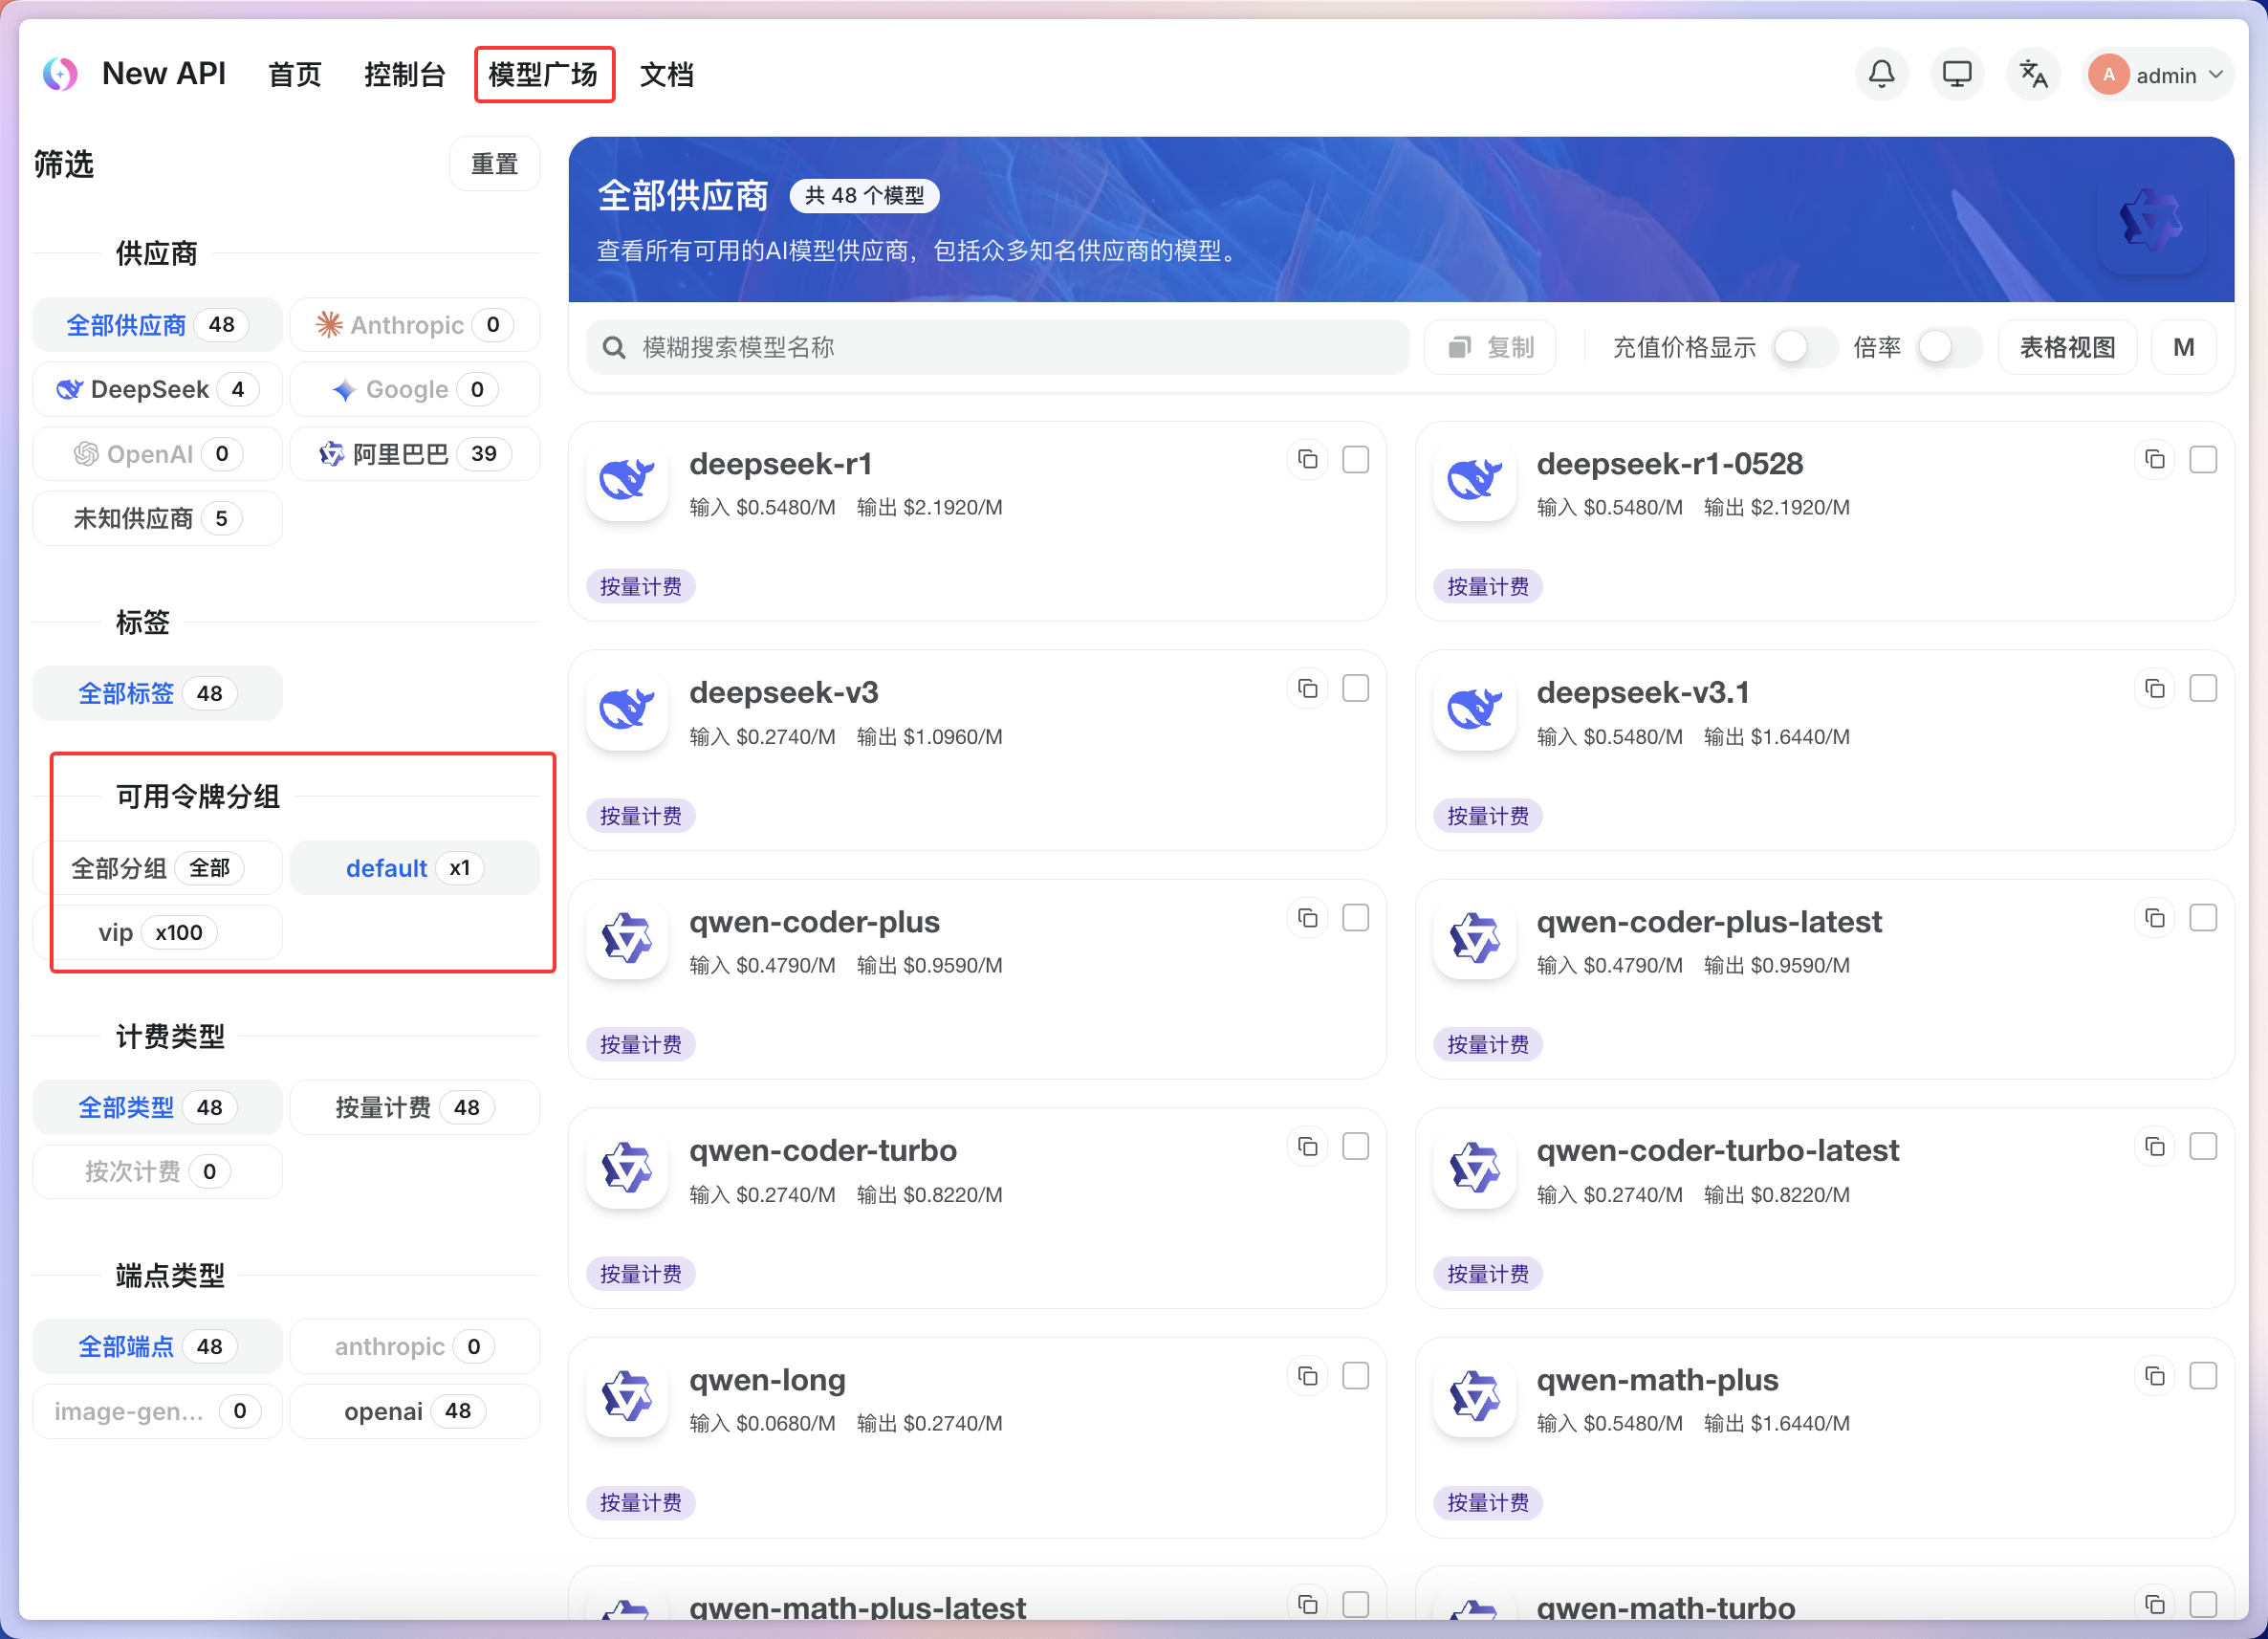 New API 首页 控制台 模型广场 文档 A admin
筛选 重置
供应商
全部供应商 48 Anthropic 0
DeepSeek 4 Google 0
OpenAI 0 阿里巴巴 39
未知供应商 5
标签
全部标签 48
可用令牌分组
全部分组 全部 default x1
vip x100
计费类型
全部类型 48 按量计费 48
按次计费 0
端点类型
全部端点 48 anthropic 0
image-gen... 0 openai 48
全部供应商 共 48 个模型
查看所有可用的AI模型供应商，包括众多知名供应商的模型。
模糊搜索模型名称 复制 充值价格显示 倍率 表格视图 M
deepseek-r1
输入 $0.5480/M 输出 $2.1920/M
按量计费
deepseek-r1-0528
输入 $0.5480/M 输出 $2.1920/M
按量计费
deepseek-v3
输入 $0.2740/M 输出 $1.0960/M
按量计费
deepseek-v3.1
输入 $0.5480/M 输出 $1.6440/M
按量计费
qwen-coder-plus
输入 $0.4790/M 输出 $0.9590/M
按量计费
qwen-coder-plus-latest
输入 $0.4790/M 输出 $0.9590/M
按量计费
qwen-coder-turbo
输入 $0.2740/M 输出 $0.8220/M
按量计费
qwen-coder-turbo-latest
输入 $0.2740/M 输出 $0.8220/M
按量计费
qwen-long
输入 $0.0680/M 输出 $0.2740/M
按量计费
qwen-math-plus
输入 $0.5480/M 输出 $1.6440/M
按量计费
qwen-math-plus-latest
qwen-math-turbo